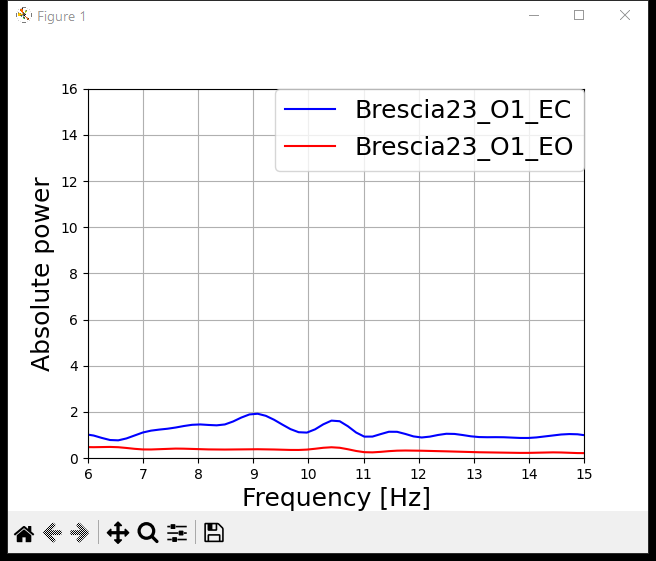 Figure 1
Brescia23_O1_EC
Brescia23_O1_EO
Absolute power
16
14
12
10
8
6
4
2
0
6 7 8 9 10 11 12 13 14 15
Frequency [Hz]